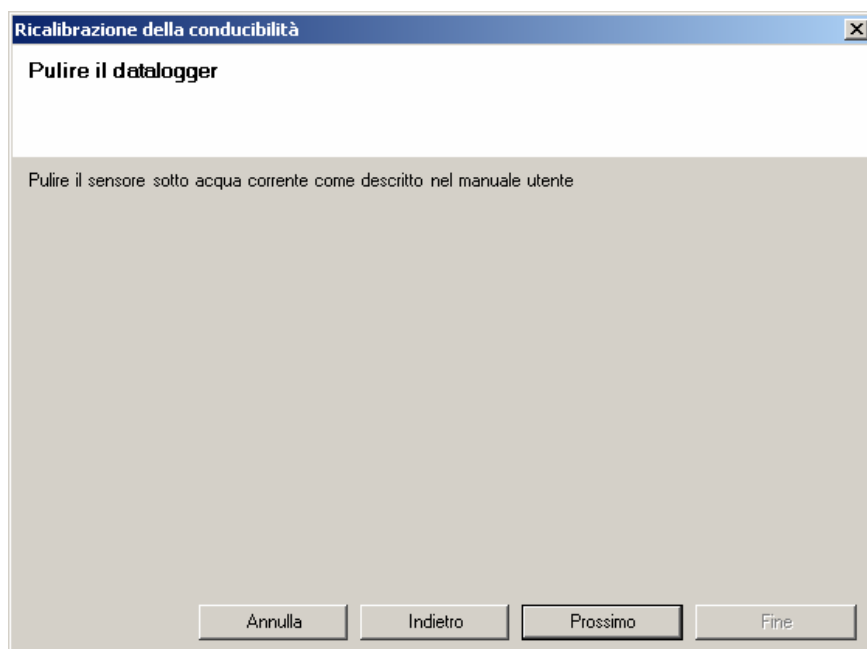 Ricalibrazione della conducibilità
Pulire il datalogger
Pulire il sensore sotto acqua corrente come descritto nel manuale utente
Annulla
Indietro
Prossimo
Fine